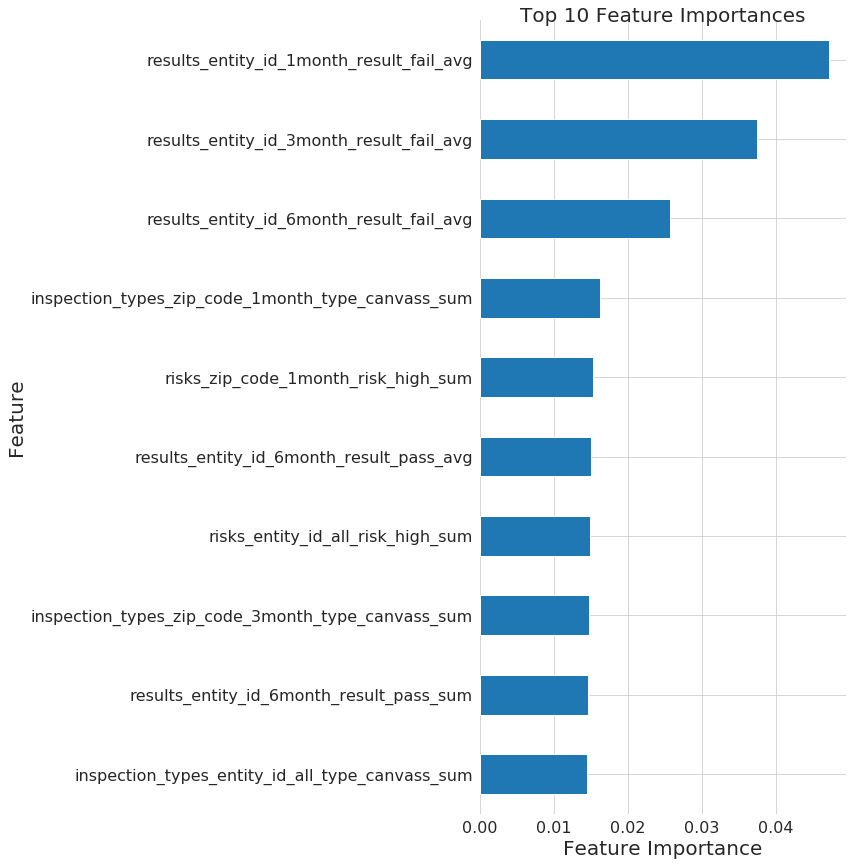 Top 10 Feature Importances
results_entity_id_1month_result_fail_avg
results_entity_id_3month_result_fail_avg
results_entity_id_6month_result_fail_avg
inspection_types_zip_code_1month_type_canvass_sum
risks_zip_code_1month_risk_high_sum
results_entity_id_6month_result_pass_avg
risks_entity_id_all_risk_high_sum
inspection_types_zip_code_3month_type_canvass_sum
results_entity_id_6month_result_pass_sum
inspection_types_entity_id_all_type_canvass_sum
Feature
0.00 0.01 0.02 0.03 0.04
Feature Importance